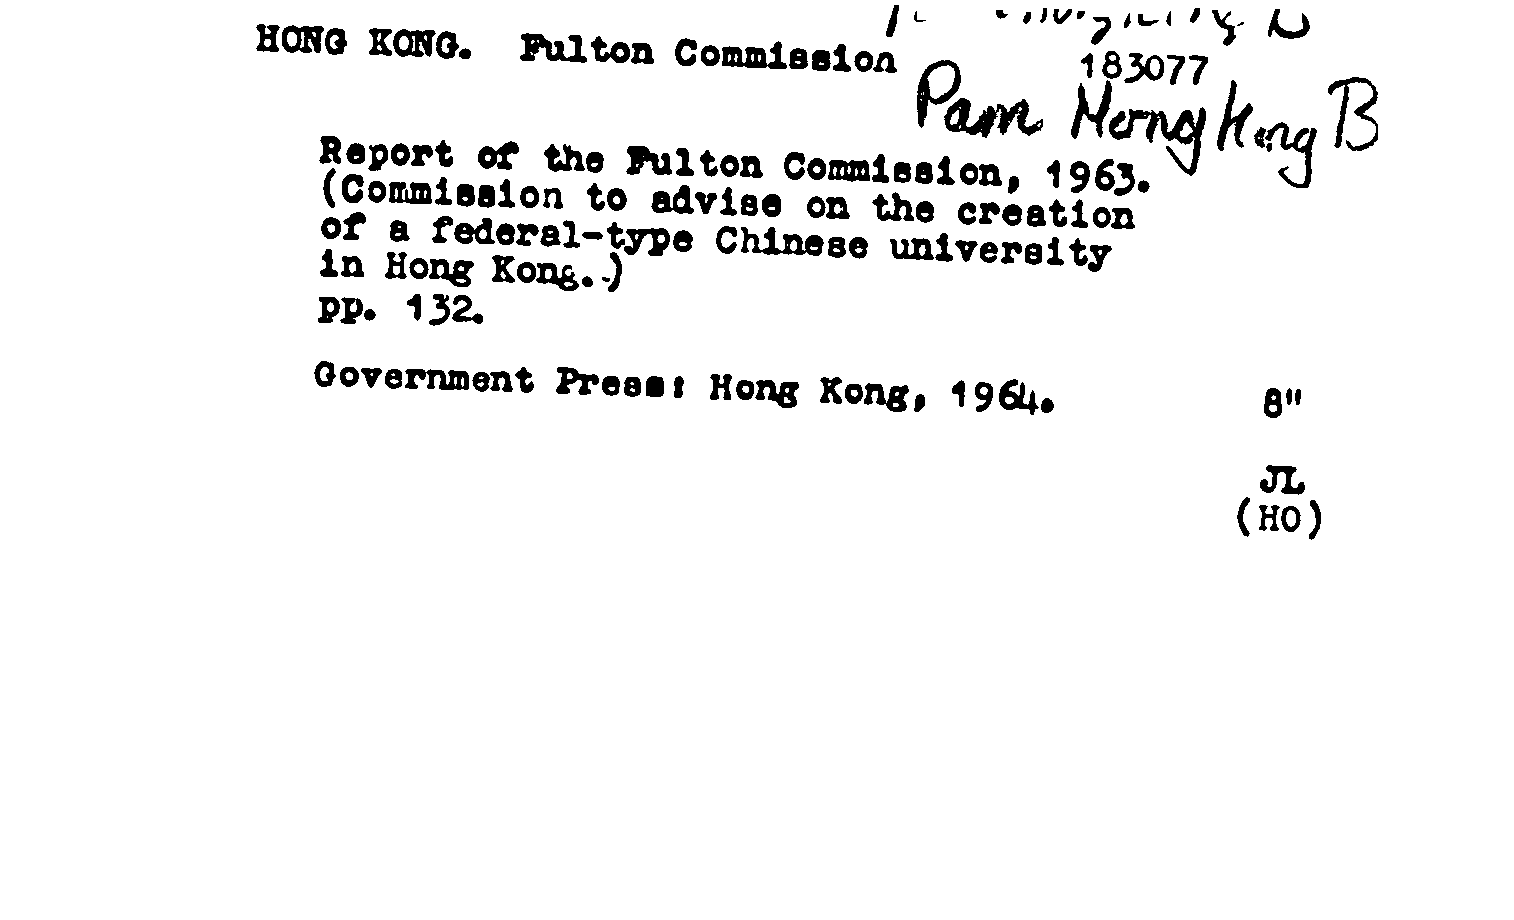 HONG KONG. Fulton Commission
183077
Pam Hong Kong B
Report of the Fulton Commission, 1963.
(Commission to advise on the creation
of a federal-type Chinese university
in Hong Kong.)
pp. 132.
Government Press: Hong Kong, 1964.
8"
JL
(HO)